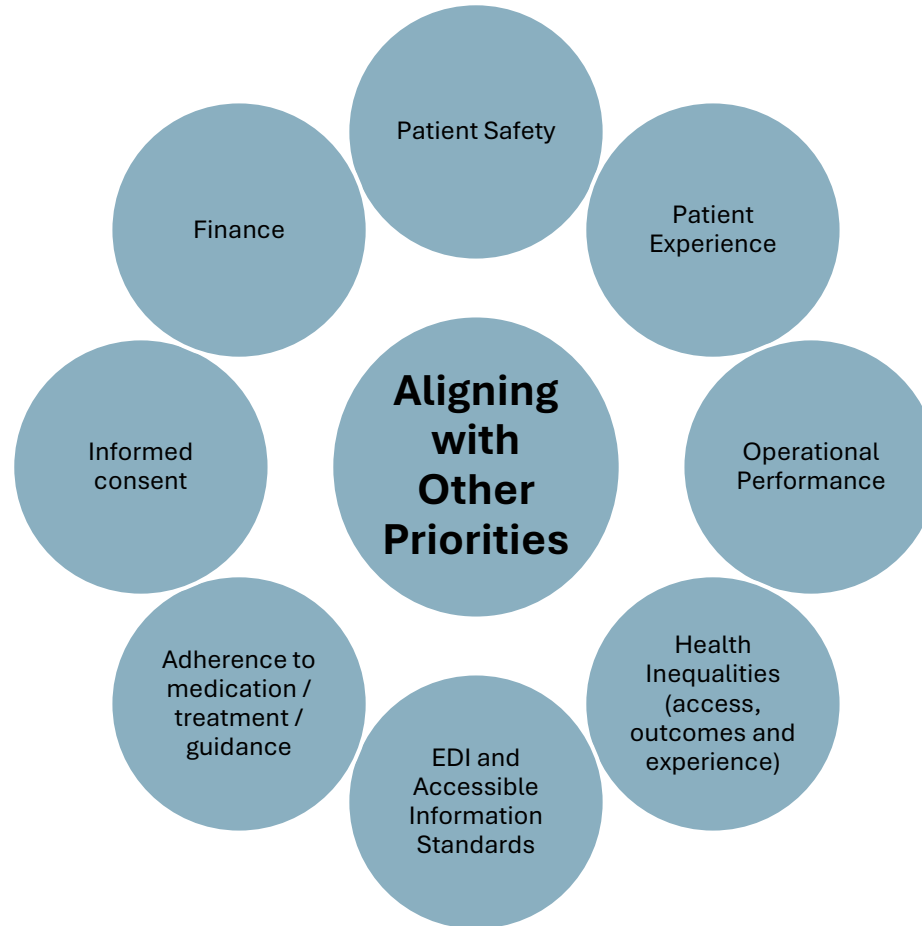 Patient Safety
Patient
Experience
Operational
Performance
Health
Inequalities
(access,
outcomes and
experience)
EDI and
Accessible
Information
Standards
Adherence to
medication /
treatment /
guidance
Informed
consent
Finance
Aligning
with
Other
Priorities